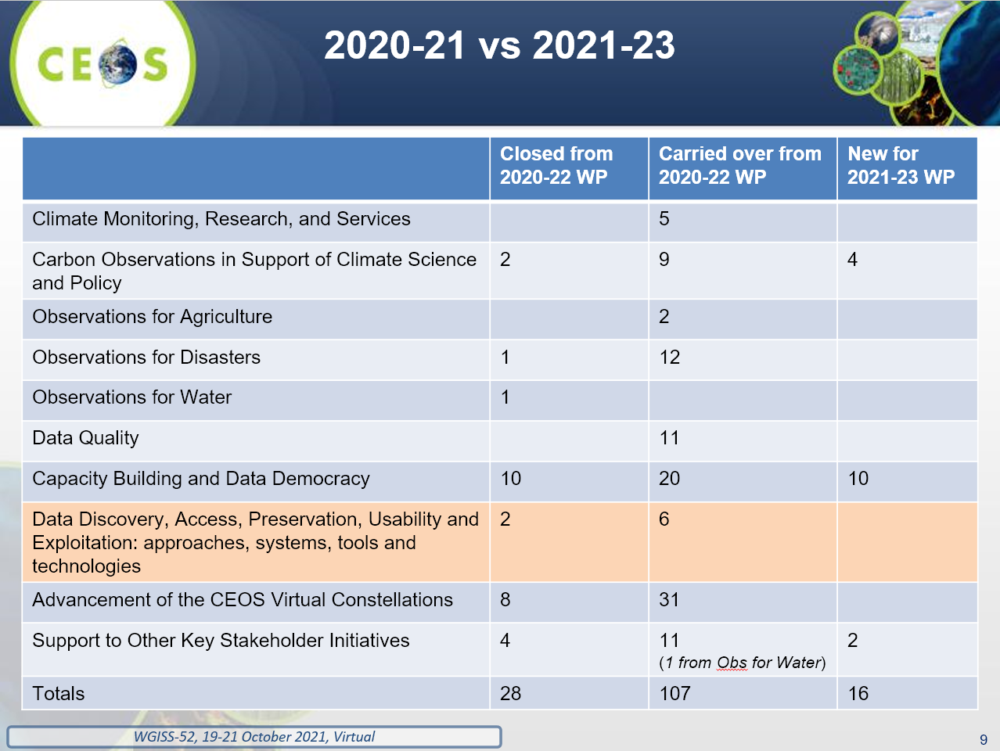 CEOS
2020-21 vs 2021-23
Closed from
2020-22 WP
Carried over from
2020-22 WP
New for
2021-23 WP
Climate Monitoring, Research, and Services
5
Carbon Observations in Support of Climate Science
and Policy
2
9
4
Observations for Agriculture
2
Observations for Disasters
1
12
Observations for Water
1
Data Quality
11
Capacity Building and Data Democracy
10
20
10
Data Discovery, Access, Preservation, Usability and
Exploitation: approaches, systems, tools and
technologies
2
6
Advancement of the CEOS Virtual Constellations
8
31
Support to Other Key Stakeholder Initiatives
4
11
(1 from Obs for Water)
2
Totals
28
107
16
WGISS-52, 19-21 October 2021, Virtual
9